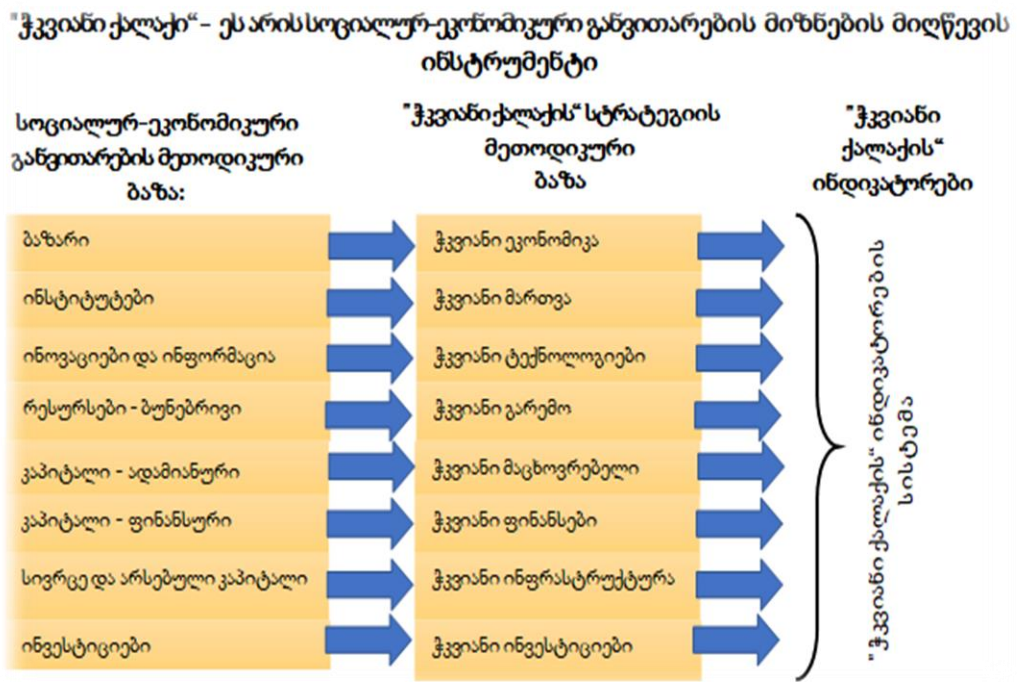 "ჭკვიანი ქალაქი“ - ეს არის სოციალურ-ეკონომიკური განვითარების მიზნების მიღწევის
ინსტრუმენტი
სოციალურ-ეკონომიკური
განვითარების მეთოდიკური
ბაზა:
"ჭკვიანი ქალაქის“ სტრატეგიის
მეთოდიკური
ბაზა
"ჭკვიანი
ქალაქის“
ინდიკატორები
ბაზარი
ჭკვიანი ეკონომიკა
ინსტიტუტები
ჭკვიანი მართვა
ინოვაციები და ინფორმაცია
ჭკვიანი ტექნოლოგიები
რესურსები - ბუნებრივი
ჭკვიანი გარემო
კაპიტალი - ადამიანური
ჭკვიანი მაცხოვრებელი
კაპიტალი - ფინანსური
ჭკვიანი ფინანსები
სივრცე და არსებული კაპიტალი
ჭკვიანი ინფრასტრუქტურა
ინვესტიციები
ჭკვიანი ინვესტიციები
"ჭკვიანი ქალაქის“ ინდიკატორების
სისტემა